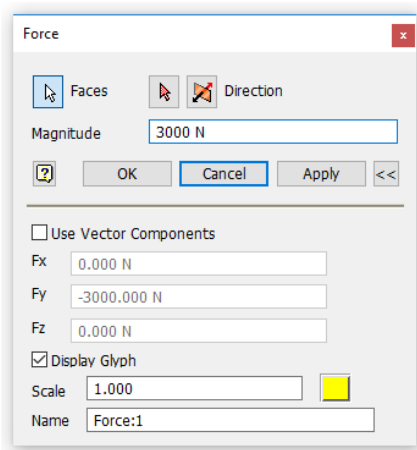 Force x
Faces Direction
Magnitude 3000 N
? OK Cancel Apply <<
Use Vector Components
Fx 0.000 N
Fy -3000.000 N
Fz 0.000 N
Display Glyph
Scale 1.000
Name Force:1